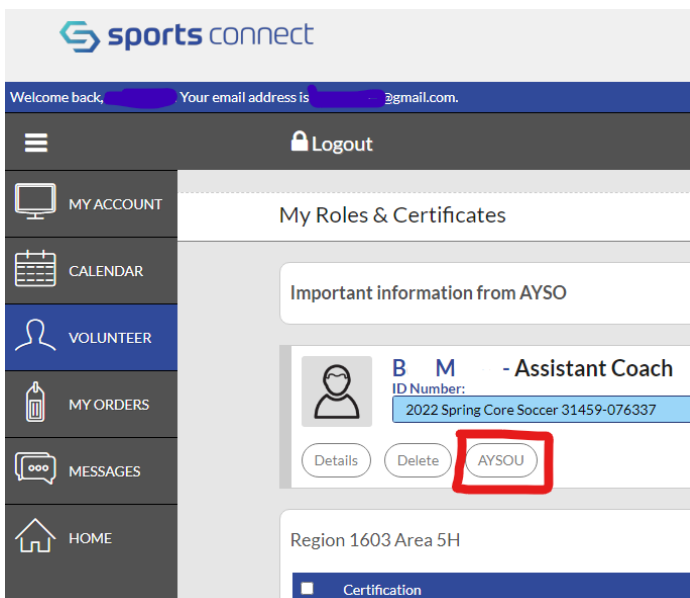 sports connect
Welcome back, Your email address is @gmail.com.
Logout
MY ACCOUNT
My Roles & Certificates
CALENDAR
Important information from AYSO
VOLUNTEER
B M - Assistant Coach
ID Number:
2022 Spring Core Soccer 31459-076337
MY ORDERS
Details Delete AYSOU
MESSAGES
HOME
Region 1603 Area 5H
Certification